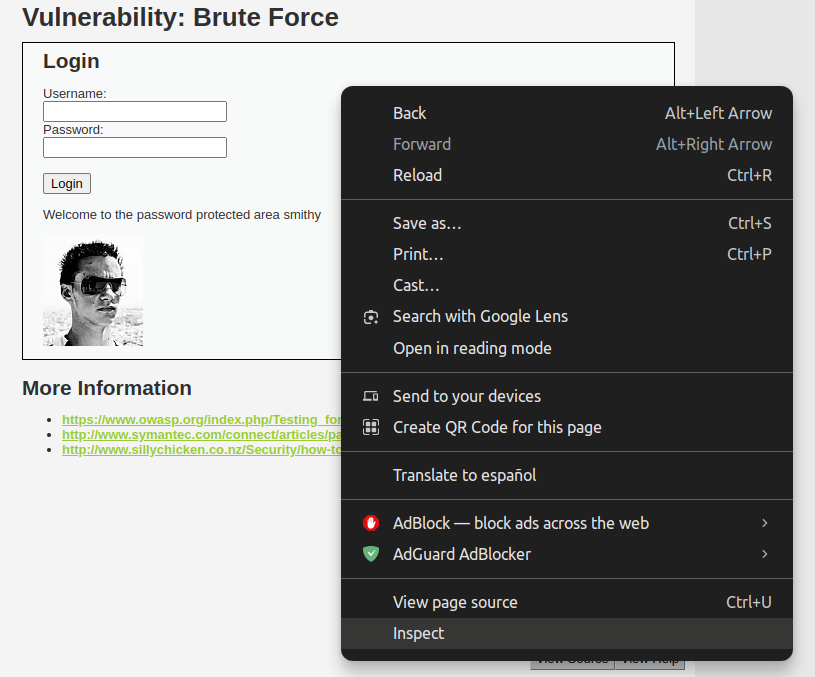 Vulnerability: Brute Force
Login
Username:
Password:
Login
Welcome to the password protected area smithy
More Information
https://www.owasp.org/index.php/Testing_for
http://www.symantec.com/connect/articles/pa
http://www.sillychicken.co.nz/Security/how-to
Back Alt+Left Arrow
Forward Alt+Right Arrow
Reload Ctrl+R
Save as… Ctrl+S
Print… Ctrl+P
Cast…
Search with Google Lens
Open in reading mode
Send to your devices
Create QR Code for this page
Translate to español
AdBlock — block ads across the web
AdGuard AdBlocker
View page source Ctrl+U
Inspect
View Source View Help